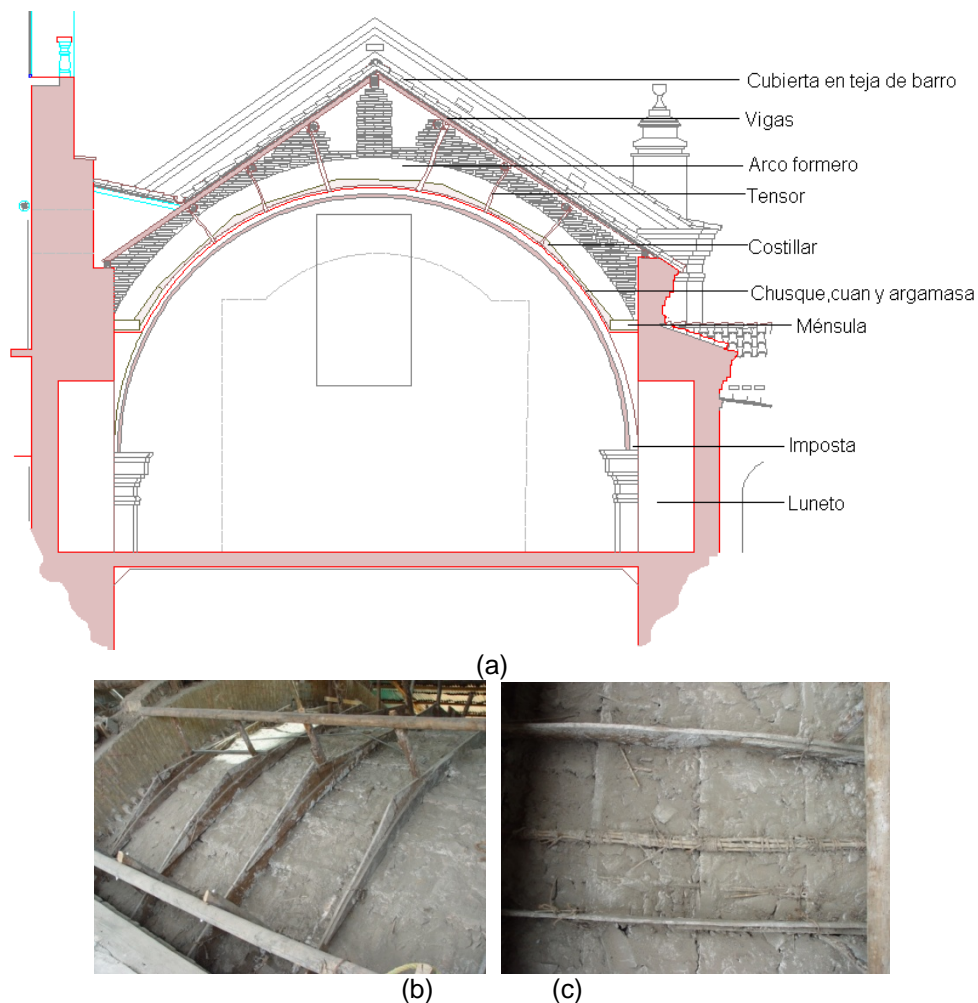 Cubierta en teja de barro
Vigas
Arco formero
Tensor
Costillar
Chusque,cuan y argamasa
Ménsula
Imposta
Luneto
(a)
(b)
(c)